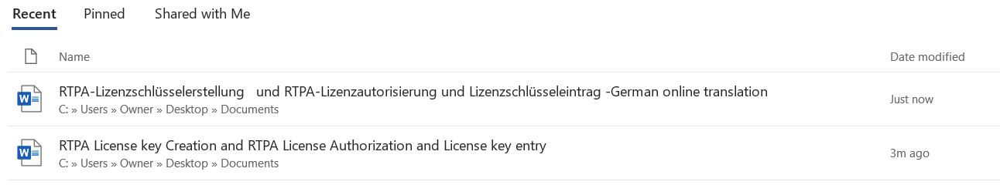 Recent Pinned Shared with Me
Name Date modified
RTPA-Lizenzschlüsselerstellung und RTPA-Lizenzautorisierung und Lizenzschlüsseleintrag -German online translation
C: » Users » Owner » Desktop » Documents
Just now
RTPA License key Creation and RTPA License Authorization and License key entry
C: » Users » Owner » Desktop » Documents
3m ago